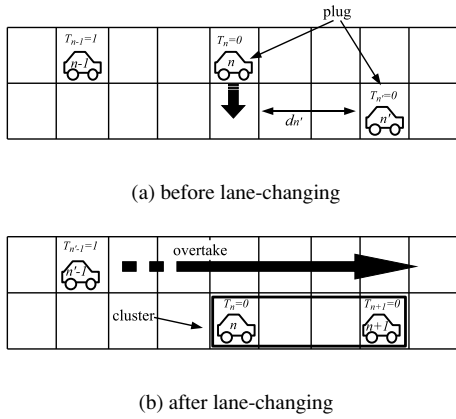 plug
T_{n-1}=1
T_n=0
n-1
n
T_{n'}=0
d_{n'}
n'
(a) before lane-changing
T_{n'-1}=1
overtake
n'-1
T_n=0
T_{n+1}=0
cluster
n
n+1
(b) after lane-changing